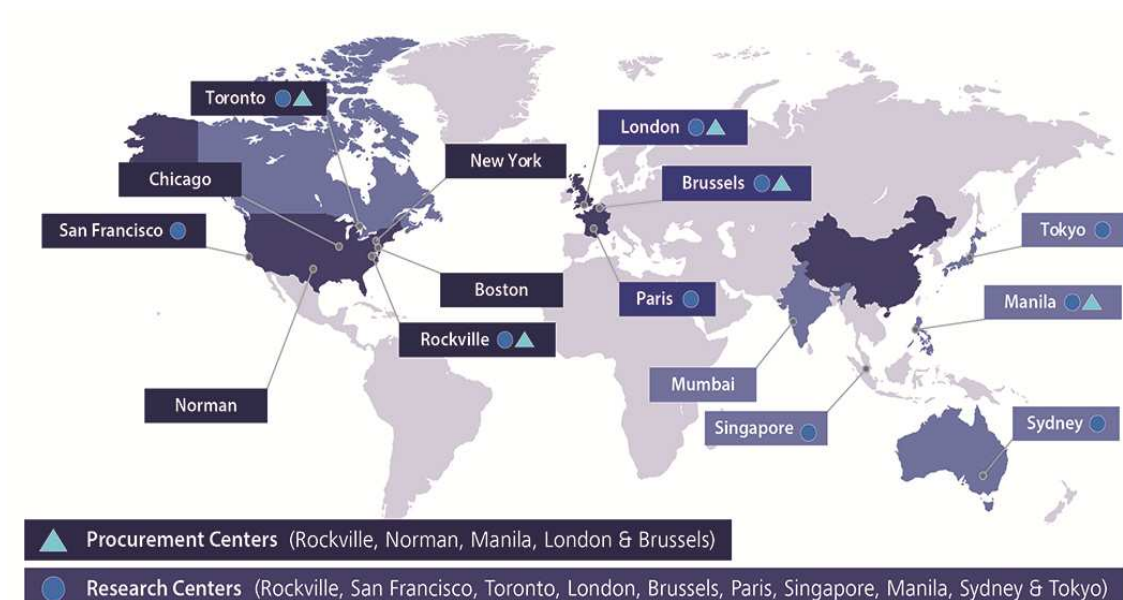 Toronto
London
New York
Chicago
Brussels
San Francisco
Tokyo
Boston
Paris
Manila
Rockville
Mumbai
Norman
Singapore
Sydney
Procurement Centers (Rockville, Norman, Manila, London & Brussels)
Research Centers (Rockville, San Francisco, Toronto, London, Brussels, Paris, Singapore, Manila, Sydney & Tokyo)